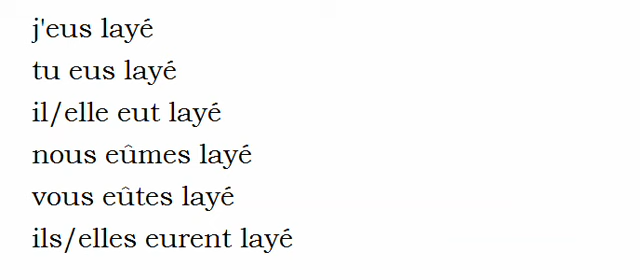 j'eus layé
tu eus layé
il/elle eut layé
nous eûmes layé
vous eûtes layé
ils/elles eurent layé